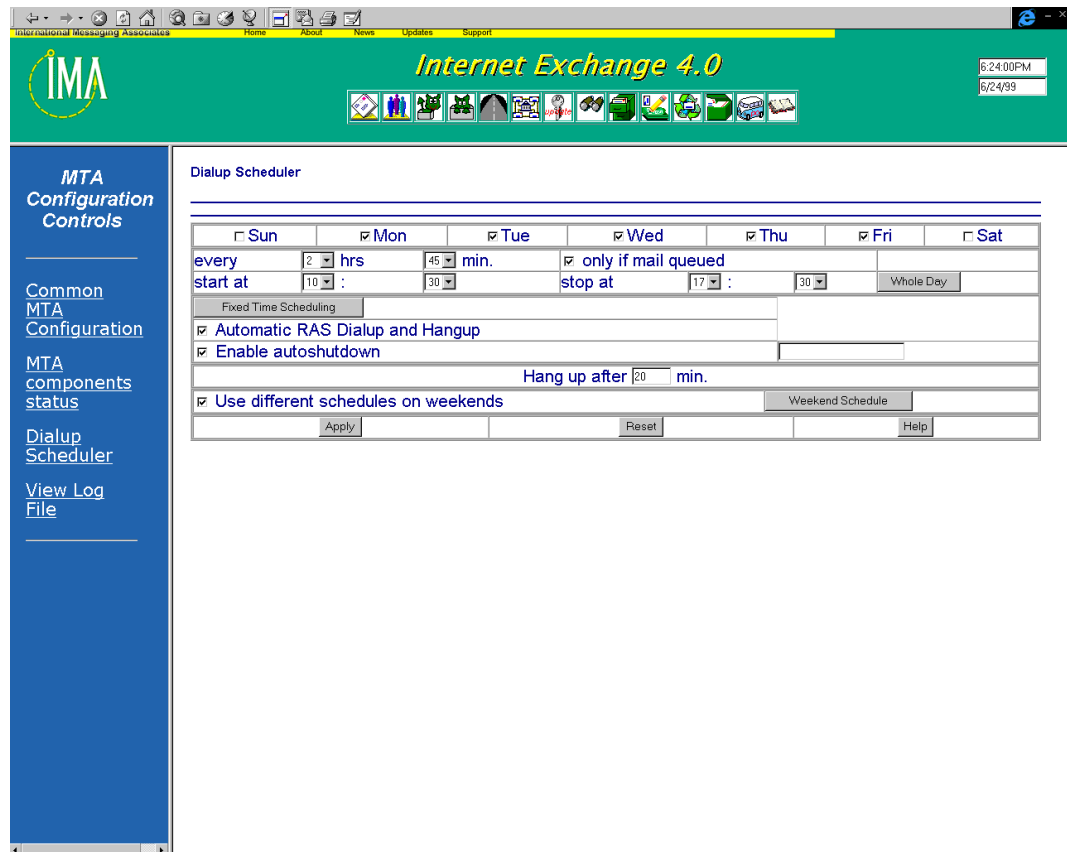 International Messaging Associates
Home About News Updates Support
IMA
Internet Exchange 4.0
6:24:00PM
6/24/99
update
MTA
Configuration
Controls
Common
MTA
Configuration
MTA
components
status
Dialup
Scheduler
View Log
File
Dialup Scheduler
Sun Mon Tue Wed Thu Fri Sat
every 2 hrs 45 min. only if mail queued
start at 10 : 30 stop at 17 : 30 Whole Day
Fixed Time Scheduling
Automatic RAS Dialup and Hangup
Enable autoshutdown
Hang up after 20 min.
Use different schedules on weekends Weekend Schedule
Apply Reset Help